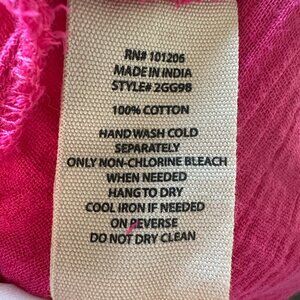 RN# 101206
MADE IN INDIA
STYLE# 2GG98
100% COTTON
HAND WASH COLD
SEPARATELY
ONLY NON-CHLORINE BLEACH
WHEN NEEDED
HANG TO DRY
COOL IRON IF NEEDED
ON REVERSE
DO NOT DRY CLEAN